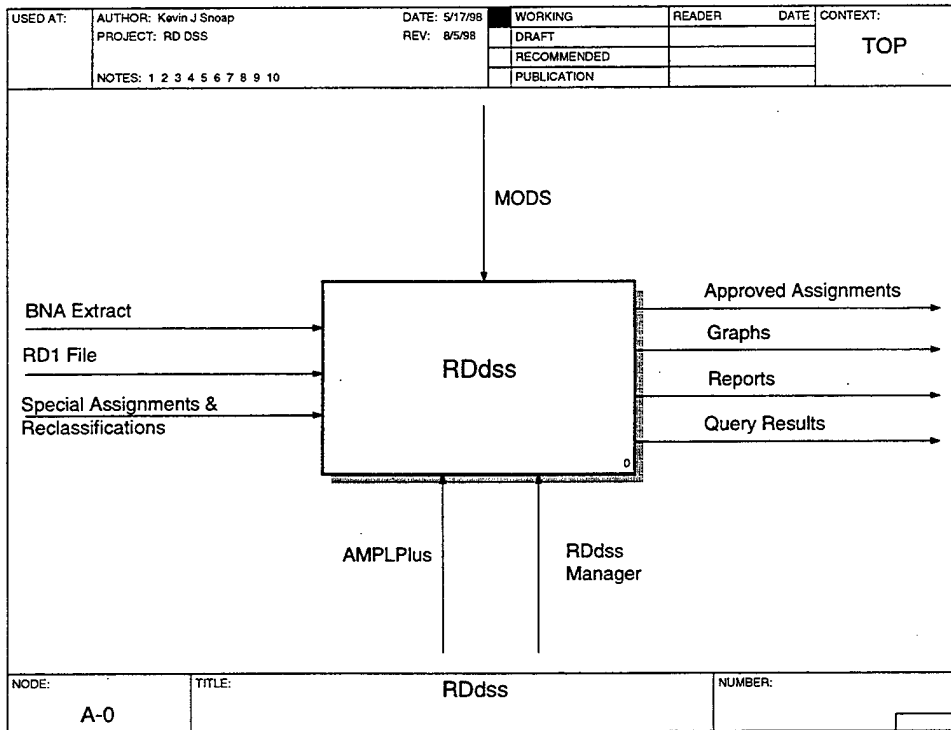 USED AT:
AUTHOR: Kevin J Snoap
DATE: 5/17/98
WORKING
READER
DATE
CONTEXT:
PROJECT: RD DSS
REV: 8/5/98
DRAFT
TOP
RECOMMENDED
NOTES: 1 2 3 4 5 6 7 8 9 10
PUBLICATION
MODS
BNA Extract
RD1 File
Special Assignments &
Reclassifications
RDdss
0
Approved Assignments
Graphs
Reports
Query Results
AMPLPlus
RDdss
Manager
NODE:
TITLE:
RDdss
NUMBER:
A-0